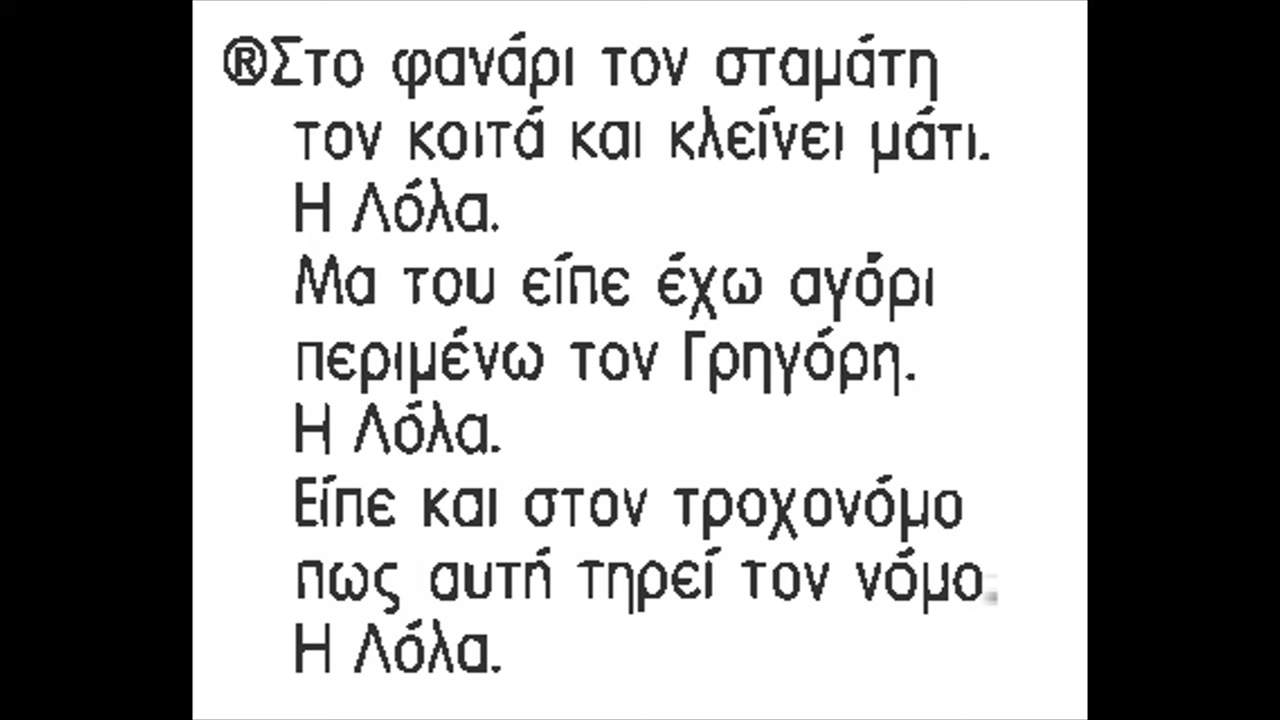 ®Στο φανάρι τον σταμάτη
τον κοιτά και κλείνει μάτι.
Η Λόλα.
Μα του είπε έχω αγόρι
περιμένω τον Γρηγόρη.
Η Λόλα.
Είπε και στον τροχονόμο
πως αυτή τηρεί τον νόμο.
Η Λόλα.